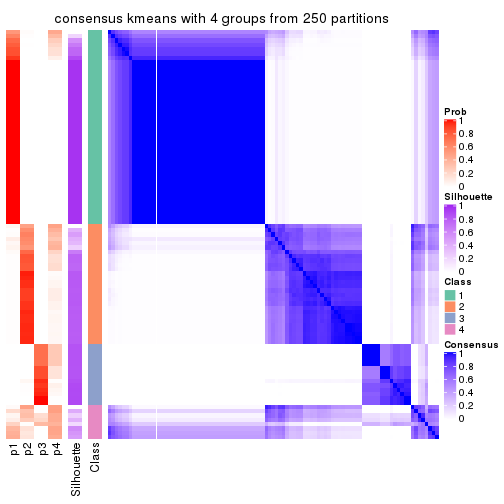 consensus kmeans with 4 groups from 250 partitions
Prob
1
0.8
0.6
0.4
0.2
0
Silhouette
1
0.8
0.6
0.4
0.2
0
Class
1
2
3
4
Consensus
1
0.8
0.6
0.4
0.2
0
p1
p2
p3
p4
Silhouette
Class